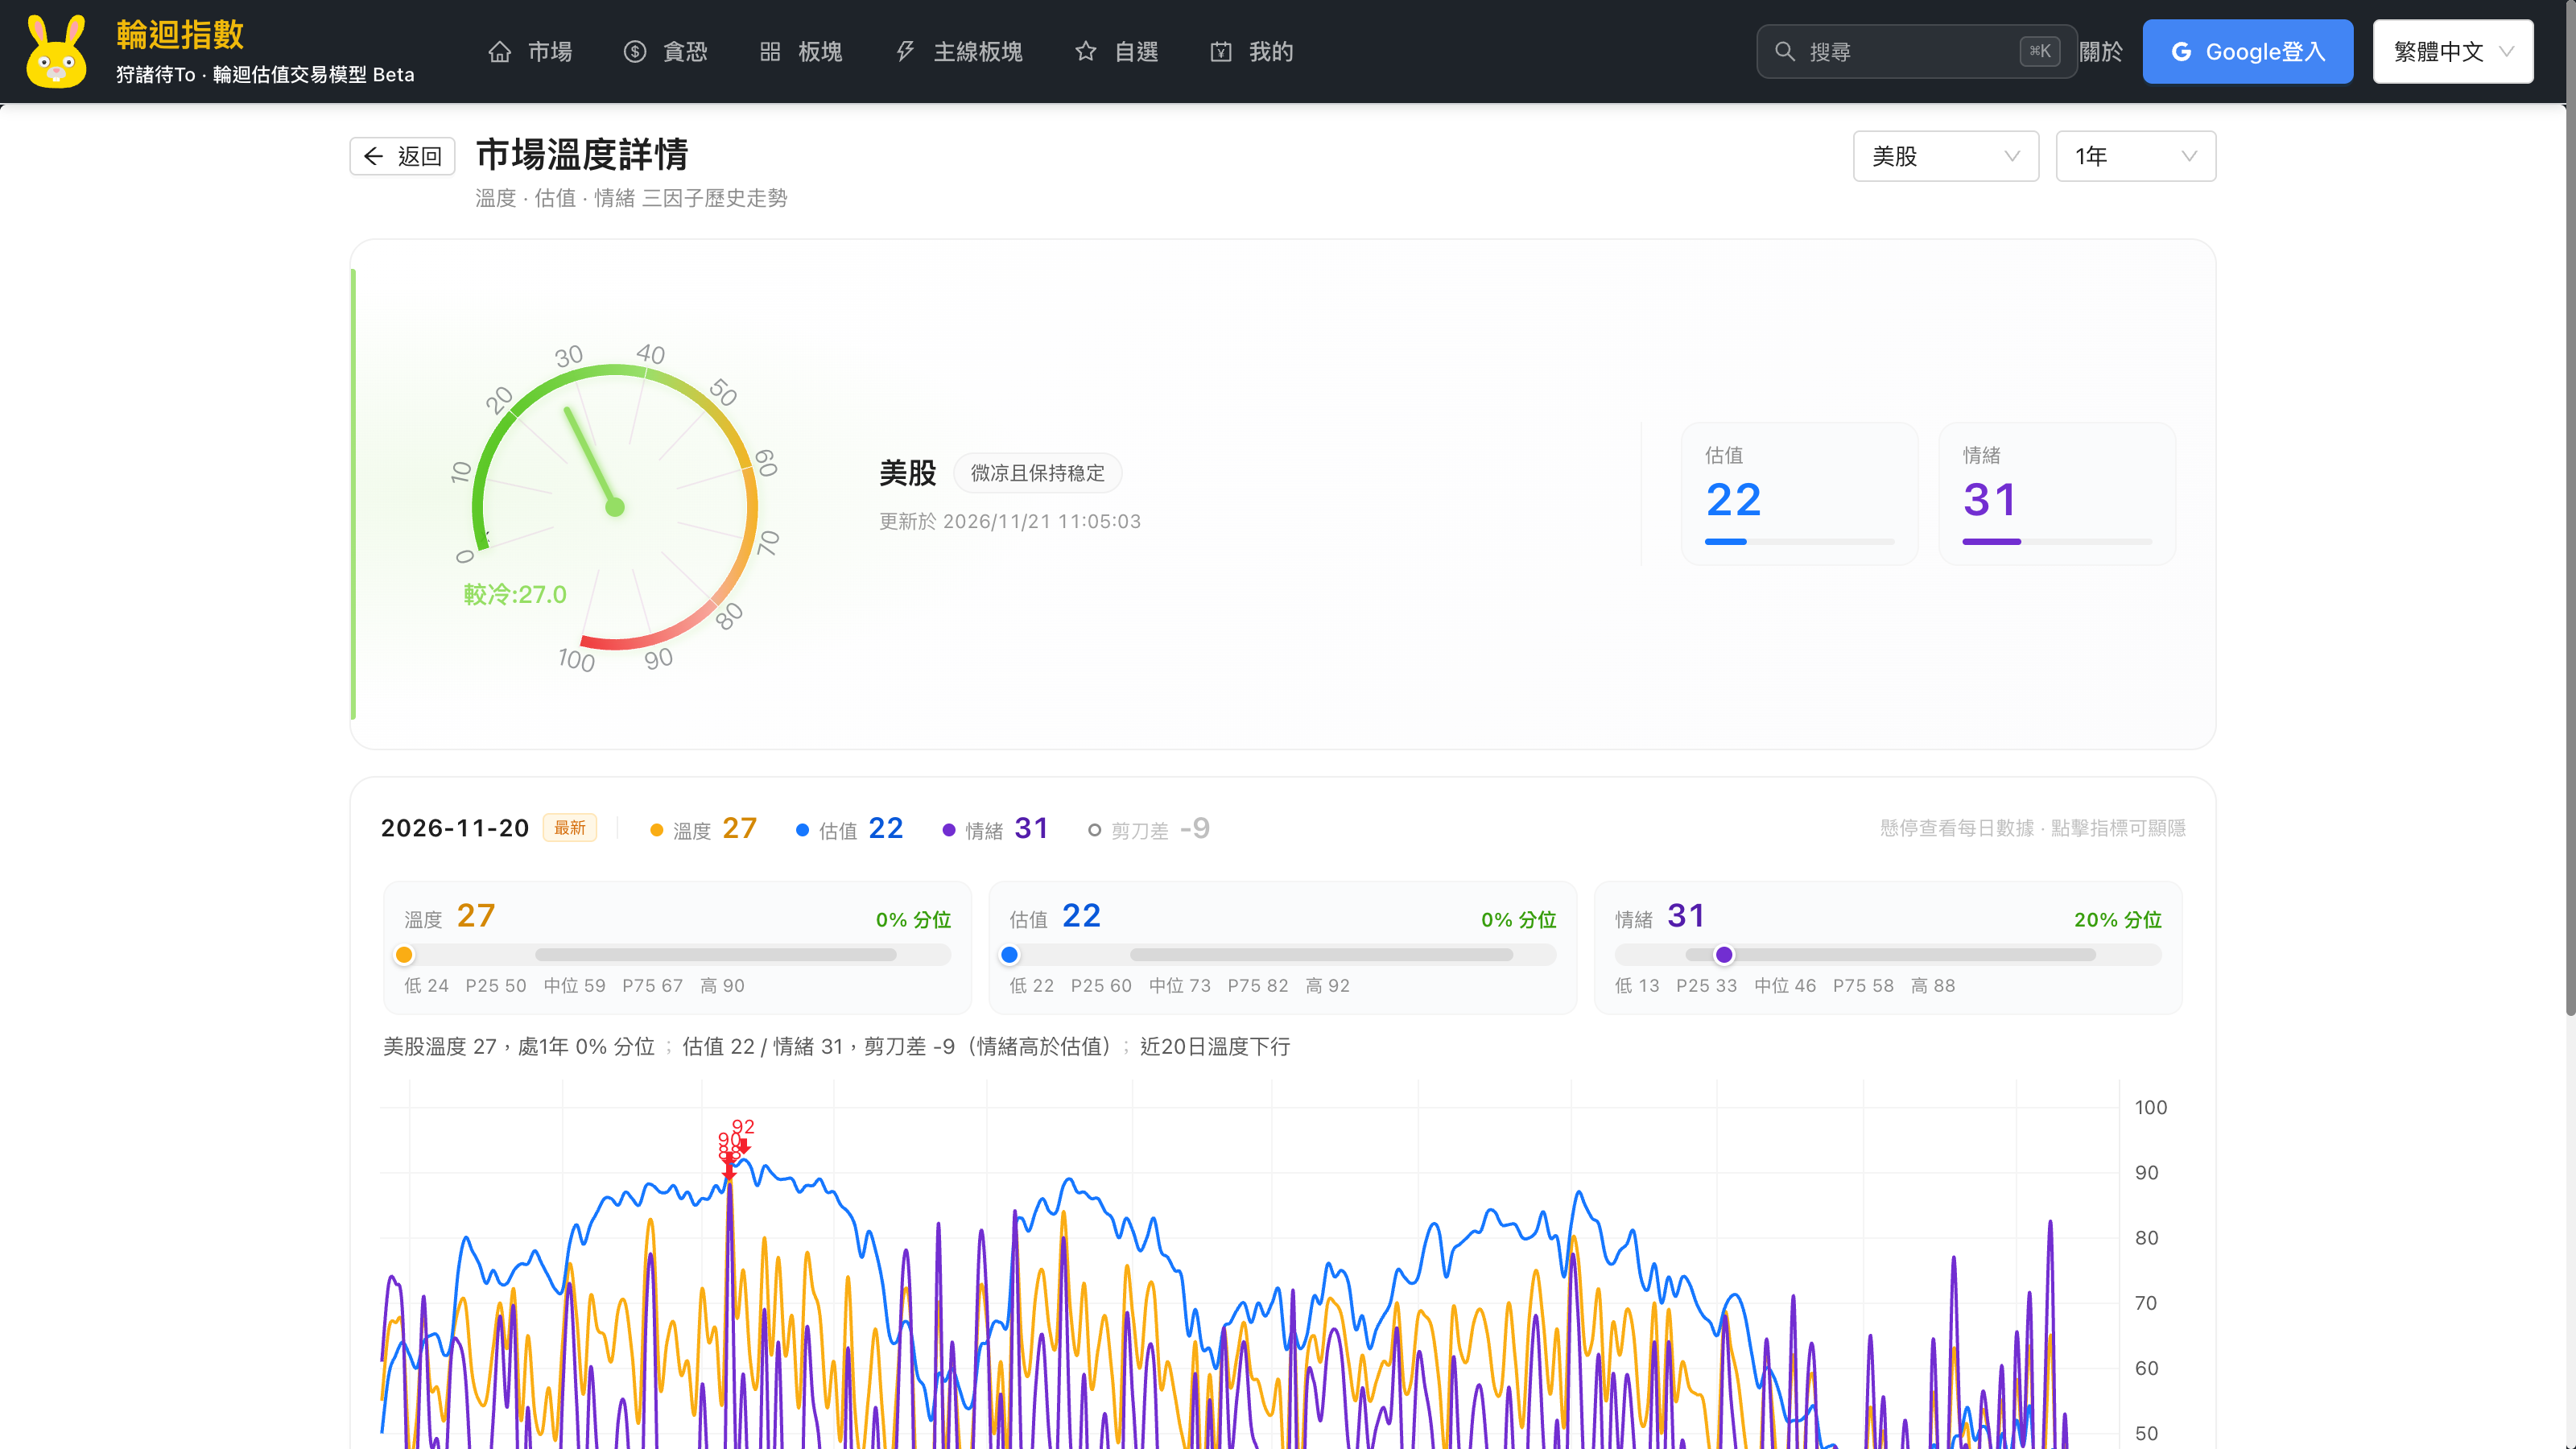 輪迴指數
狩諸待To · 輪迴估值交易模型 Beta
市場
貪恐
板塊
主線板塊
自選
我的
搜尋
⌘K
關於
Google登入
繁體中文
返回
市場溫度詳情
溫度 · 估值 · 情緒 三因子歷史走勢
美股
1年
0
10
20
30
40
50
60
70
80
90
100
較冷:27.0
美股
微凉且保持稳定
更新於 2026/11/21 11:05:03
估值
22
情緒
31
2026-11-20 最新 溫度 27 估值 22 情緒 31 剪刀差 -9
懸停查看每日數據 · 點擊指標可顯隱
溫度 27 0% 分位
低 24 P25 50 中位 59 P75 67 高 90
估值 22 0% 分位
低 22 P25 60 中位 73 P75 82 高 92
情緒 31 20% 分位
低 13 P25 33 中位 46 P75 58 高 88
美股溫度 27，處1年 0% 分位；估值 22 / 情緒 31，剪刀差 -9（情緒高於估值）；近20日溫度下行
92
90
88
100
90
80
70
60
50